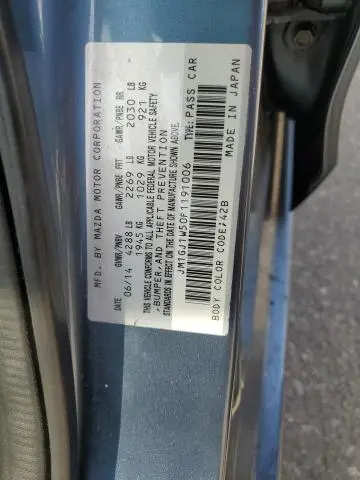 MFD. BY MAZDA MOTOR CORPORATION
DATE GVWR/PNBV GAWR/PNBE FRT GAWR/PNBE RR
06/14 4288 LB 2269 LB 2030 LB
1945 KG 1029 KG 921 KG
THIS VEHICLE CONFORMS TO ALL APPLICABLE FEDERAL MOTOR VEHICLE SAFETY
, BUMPER, AND THEFT PREVENTION
STANDARDS IN EFFECT ON THE DATE OF MANUFACTURE SHOWN ABOVE.
JM1GJ1W50F1191006 TYPE:PASS CAR
BODY COLOR CODE/42B MADE IN JAPAN